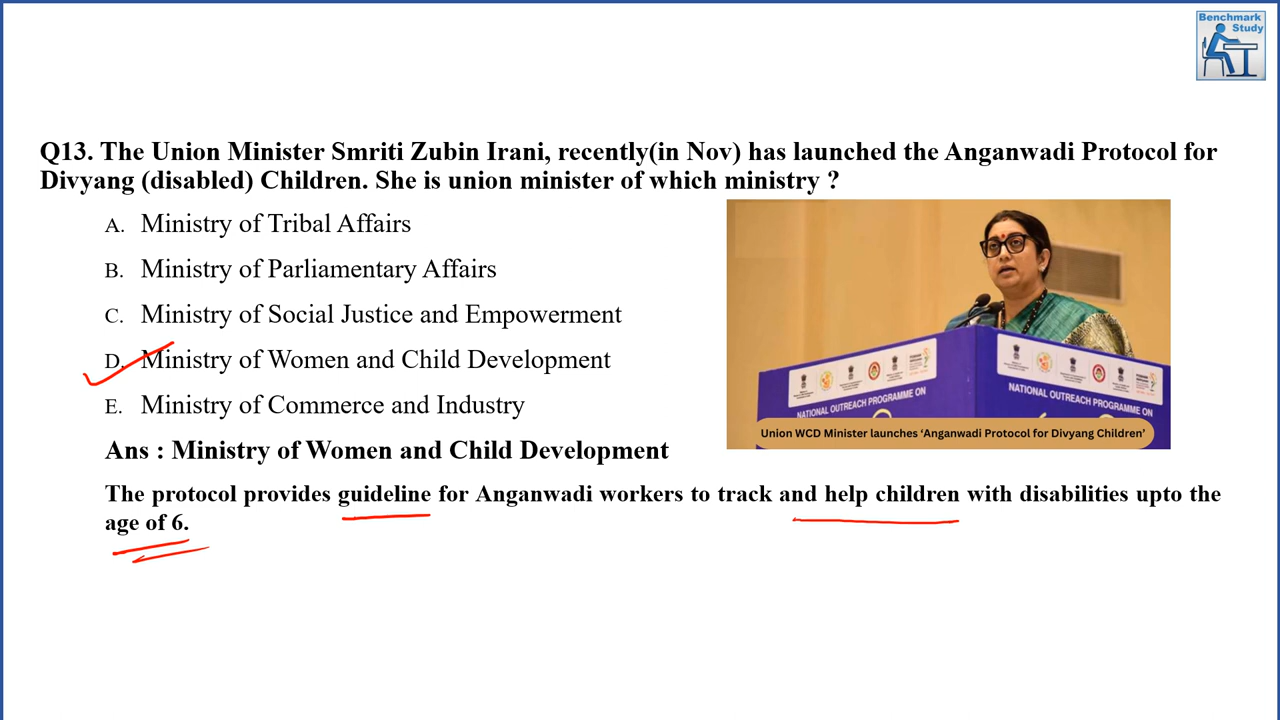 Benchmark
Study
Q13. The Union Minister Smriti Zubin Irani, recently(in Nov) has launched the Anganwadi Protocol for
Divyang (disabled) Children. She is union minister of which ministry ?
A. Ministry of Tribal Affairs
B. Ministry of Parliamentary Affairs
C. Ministry of Social Justice and Empowerment
D. Ministry of Women and Child Development
E. Ministry of Commerce and Industry
NATIONAL OUTREACH PROGRAMME ON
NATIONAL OUTREACH PROGRAMME ON
Union WCD Minister launches ‘Anganwadi Protocol for Divyang Children’
Ans : Ministry of Women and Child Development
The protocol provides guideline for Anganwadi workers to track and help children with disabilities upto the
age of 6.